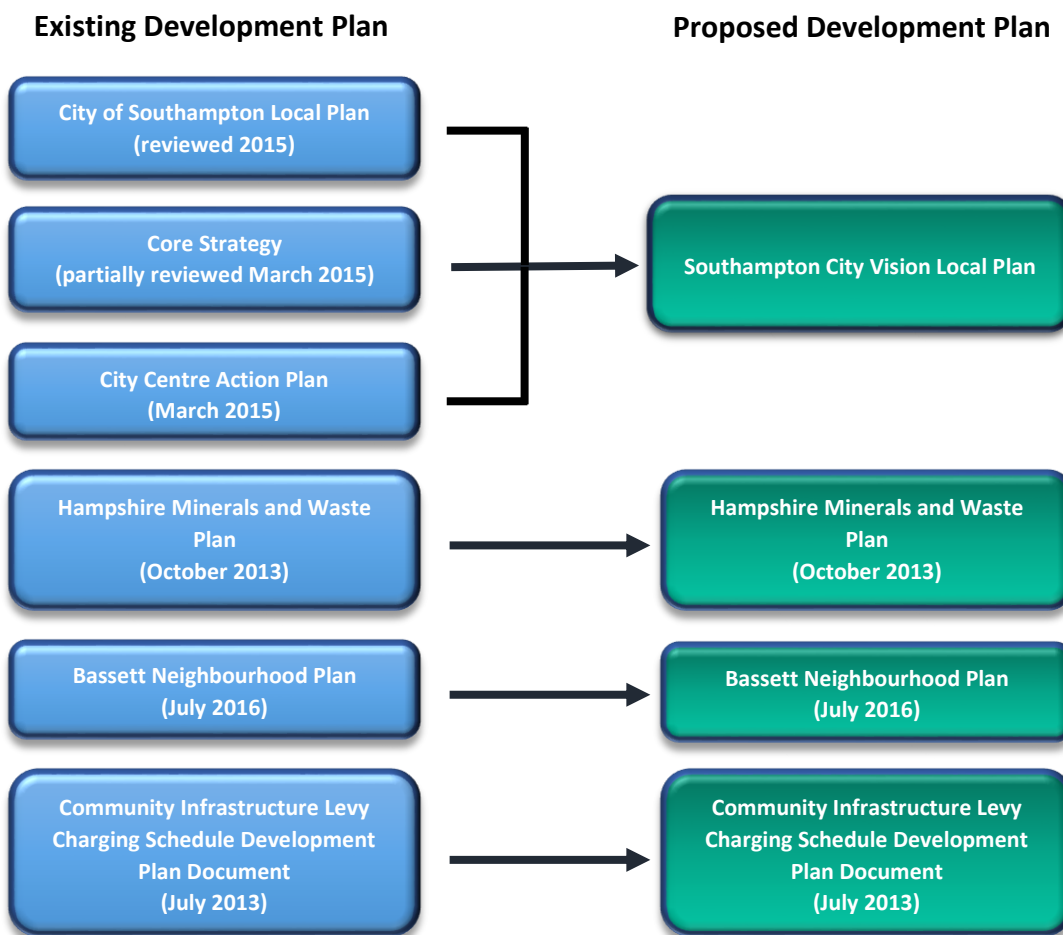 Existing Development Plan
Proposed Development Plan
City of Southampton Local Plan
(reviewed 2015)
Core Strategy
(partially reviewed March 2015)
Southampton City Vision Local Plan
City Centre Action Plan
(March 2015)
Hampshire Minerals and Waste
Plan
(October 2013)
Hampshire Minerals and Waste
Plan
(October 2013)
Bassett Neighbourhood Plan
(July 2016)
Bassett Neighbourhood Plan
(July 2016)
Community Infrastructure Levy
Charging Schedule Development
Plan Document
(July 2013)
Community Infrastructure Levy
Charging Schedule Development
Plan Document
(July 2013)